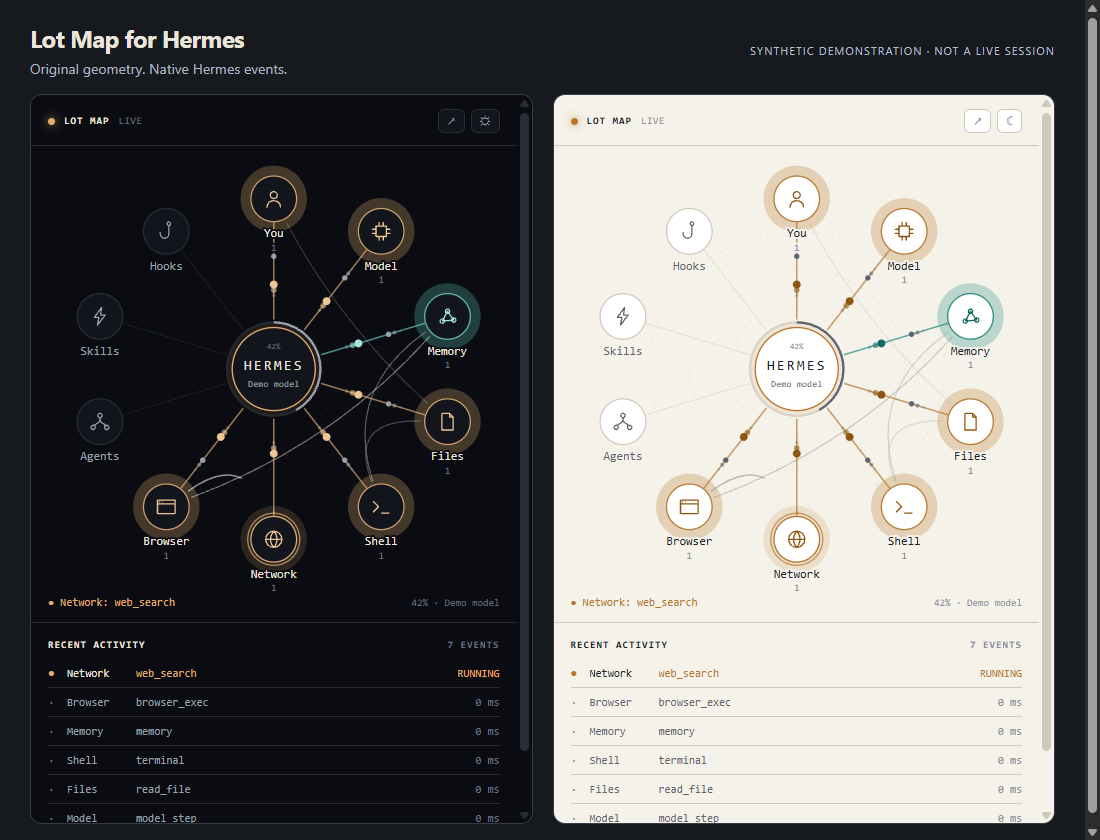 Lot Map for Hermes
Original geometry. Native Hermes events.
SYNTHETIC DEMONSTRATION · NOT A LIVE SESSION
LOT MAP LIVE
You
1
Hooks
Model
1
Skills
Memory
1
42%
HERMES
Demo model
Agents
Files
1
Browser
1
Shell
1
Network
1
Network: web_search
42% · Demo model
RECENT ACTIVITY 7 EVENTS
Network web_search RUNNING
Browser browser_exec 0 ms
Memory memory 0 ms
Shell terminal 0 ms
Files read_file 0 ms
Model model step 0 ms
LOT MAP LIVE
You
1
Hooks
Model
1
Skills
Memory
1
42%
HERMES
Demo model
Agents
Files
1
Browser
1
Shell
1
Network
1
Network: web_search
42% · Demo model
RECENT ACTIVITY 7 EVENTS
Network web_search RUNNING
Browser browser_exec 0 ms
Memory memory 0 ms
Shell terminal 0 ms
Files read_file 0 ms
Model model step 0 ms